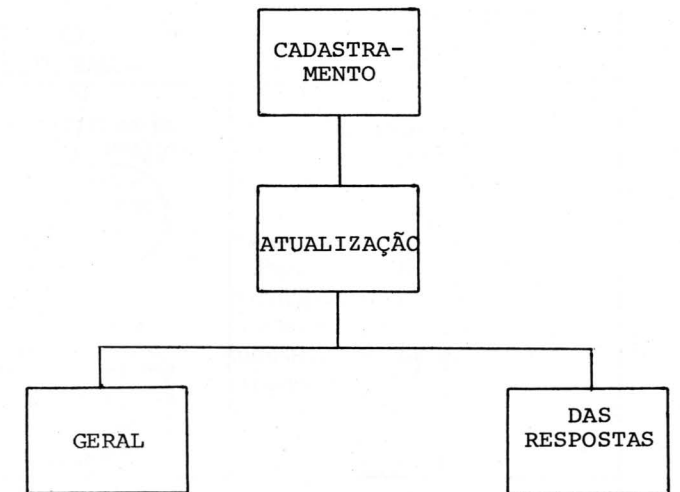 CADASTRA-
MENTO
ATUALIZAÇÃO
GERAL
DAS
RESPOSTAS